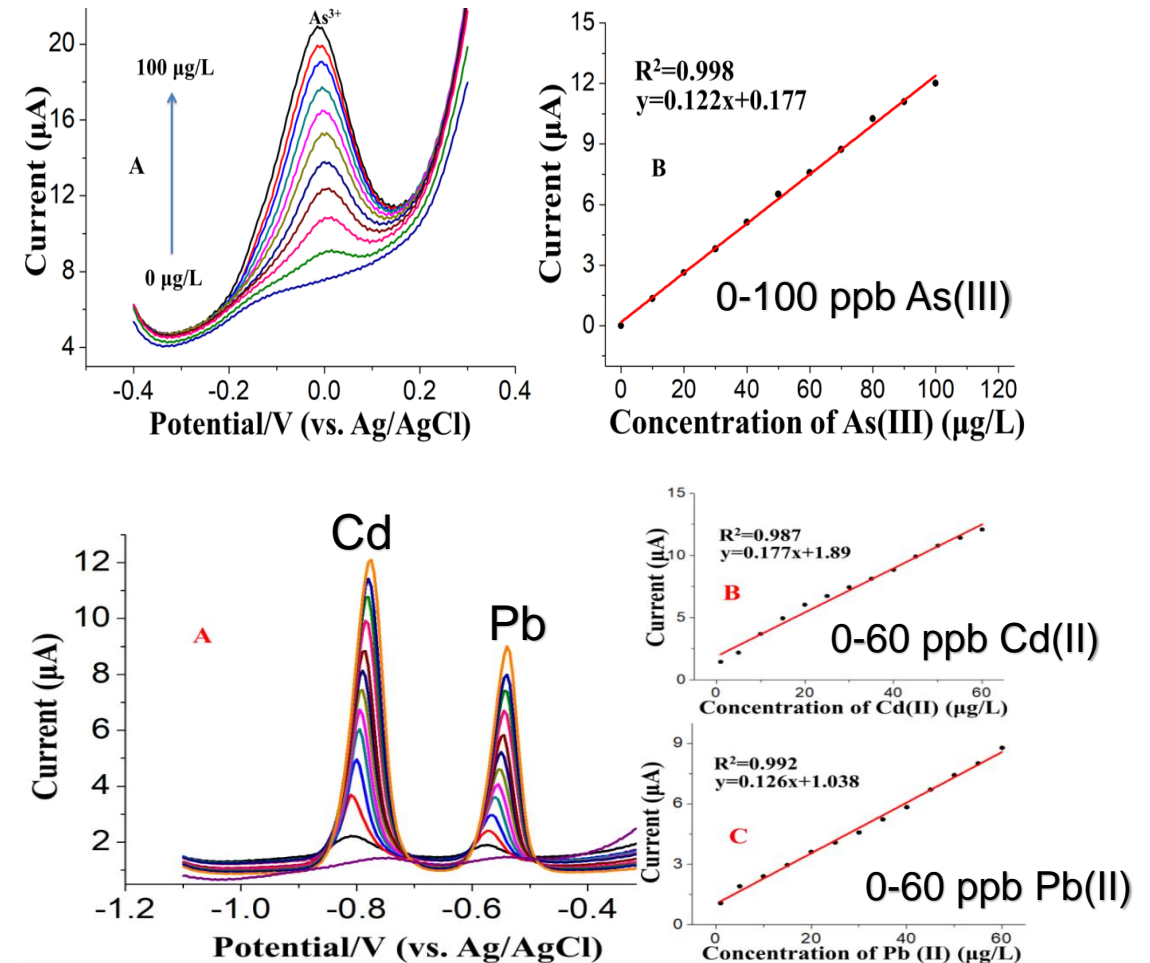 As³⁺
20
16
12
8
4
100 µg/L
A
0 µg/L
Current (µA)
-0.4
-0.2
0.0
0.2
0.4
Potential/V (vs. Ag/AgCl)
15
12
9
6
3
0
R²=0.998
y=0.122x+0.177
B
0-100 ppb As(III)
Current (µA)
0
20
40
60
80
100
120
Concentration of As(III) (µg/L)
Cd
Pb
A
12
10
8
6
4
2
Current (µA)
-1.2
-1.0
-0.8
-0.6
-0.4
Potential/V (vs. Ag/AgCl)
15
10
5
0
R²=0.987
y=0.177x+1.89
B
0-60 ppb Cd(II)
Current (µA)
0
20
40
60
Concentration of Cd(II) (µg/L)
9
6
3
0
R²=0.992
y=0.126x+1.038
C
0-60 ppb Pb(II)
Current (µA)
0
20
40
60
Concentration of Pb (II) (µg/L)